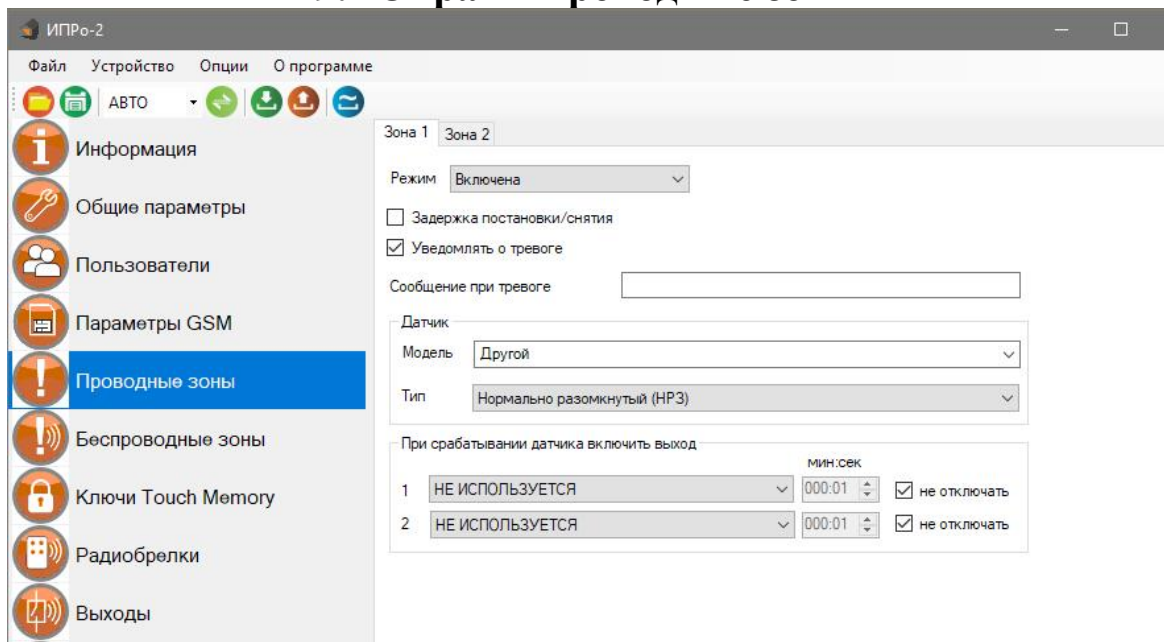 ИПРо-2
Файл Устройство Опции О программе
АВТО
Информация
Общие параметры
Пользователи
Параметры GSM
Проводные зоны
Беспроводные зоны
Ключи Touch Memory
Радиобрелки
Выходы
Зона 1 Зона 2
Режим Включена
Задержка постановки/снятия
Уведомлять о тревоге
Сообщение при тревоге
Датчик
Модель Другой
Тип Нормально разомкнутый (НРЗ)
При срабатывании датчика включить выход
мин:сек
1 НЕ ИСПОЛЬЗУЕТСЯ 000:01 не отключать
2 НЕ ИСПОЛЬЗУЕТСЯ 000:01 не отключать